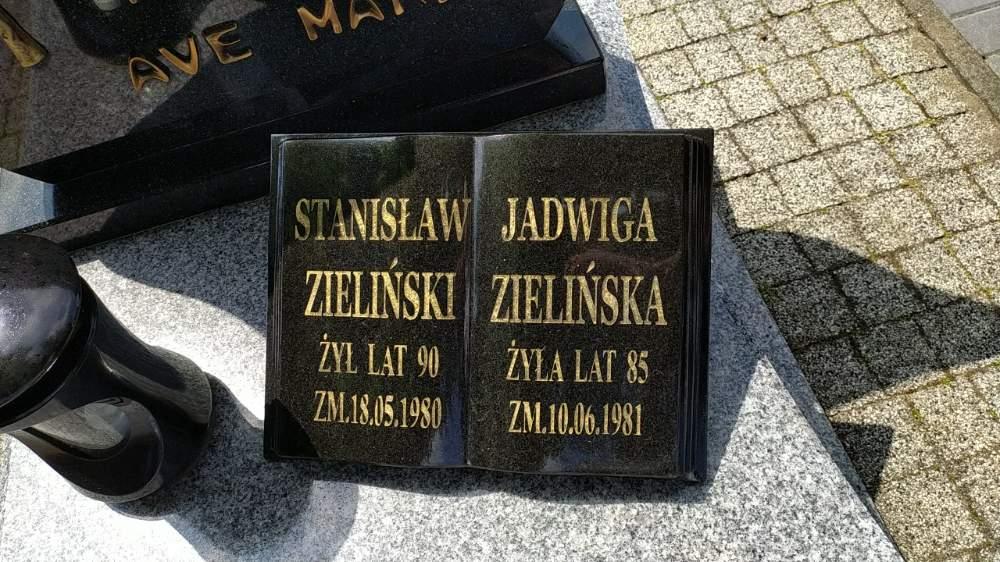 AVE
STANISŁAW
ZIELIŃSKI
ŻYŁ LAT 90
ZM.18.05.1980
JADWIGA
ZIELIŃSKA
ŻYŁA LAT 85
ZM.10.06.1981